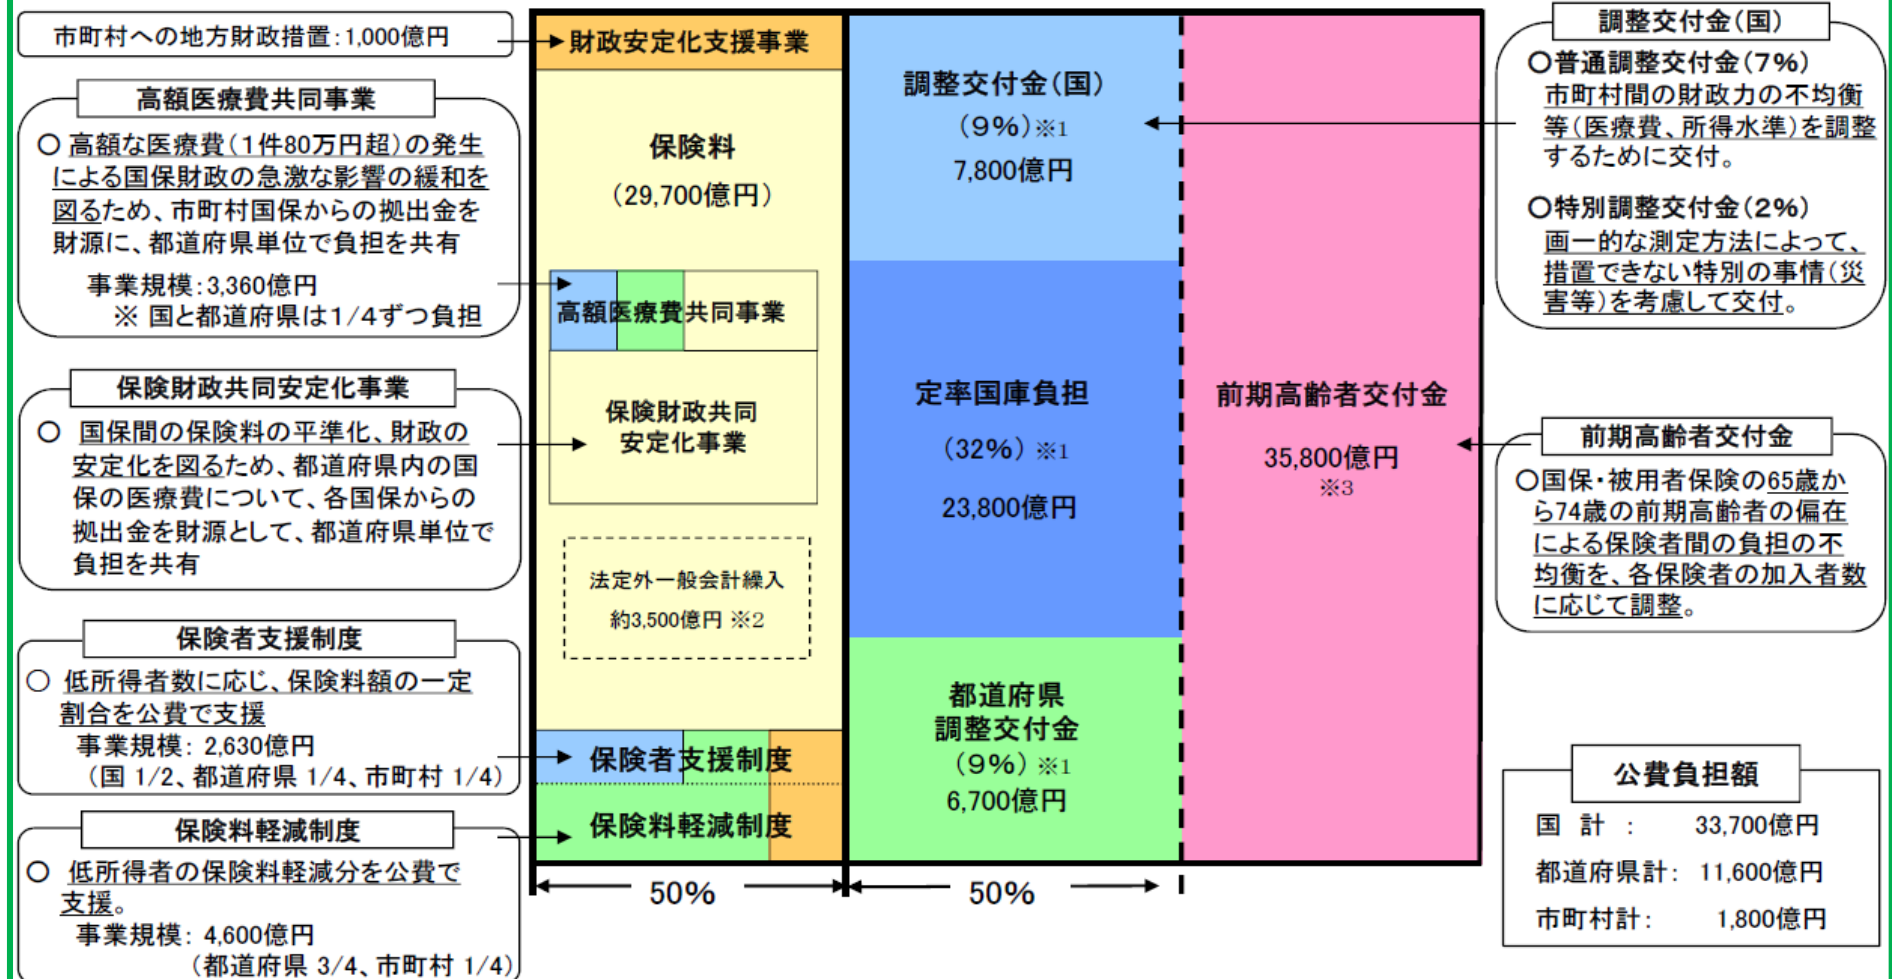 市町村への地方財政措置:1,000億円
高額医療費共同事業
○ 高額な医療費(1件80万円超)の発生
による国保財政の急激な影響の緩和を
図るため、市町村国保からの拠出金を
財源に、都道府県単位で負担を共有
事業規模:3,360億円
※ 国と都道府県は1/4ずつ負担
保険財政共同安定化事業
○ 国保間の保険料の平準化、財政の
安定化を図るため、都道府県内の国
保の医療費について、各国保からの
拠出金を財源として、都道府県単位で
負担を共有
保険者支援制度
○ 低所得者数に応じ、保険料額の一定
割合を公費で支援
事業規模: 2,630億円
(国 1/2、都道府県 1/4、市町村 1/4)
保険料軽減制度
○ 低所得者の保険料軽減分を公費で
支援。
事業規模: 4,600億円
(都道府県 3/4、市町村 1/4)
財政安定化支援事業
保険料
(29,700億円)
高額医療費共同事業
保険財政共同
安定化事業
法定外一般会計繰入
約3,500億円 ※2
保険者支援制度
保険料軽減制度
50%
調整交付金(国)
(9%)※1
7,800億円
定率国庫負担
(32%) ※1
23,800億円
都道府県
調整交付金
(9%) ※1
6,700億円
50%
前期高齢者交付金
35,800億円
※3
調整交付金(国)
○普通調整交付金(7%)
市町村間の財政力の不均衡
等(医療費、所得水準)を調整
するために交付。
○特別調整交付金(2%)
画一的な測定方法によって、
措置できない特別の事情(災
害等)を考慮して交付。
前期高齢者交付金
○国保・被用者保険の65歳か
ら74歳の前期高齢者の偏在
による保険者間の負担の不
均衡を、各保険者の加入者数
に応じて調整。
公費負担額
国 計 : 33,700億円
都道府県計: 11,600億円
市町村計: 1,800億円